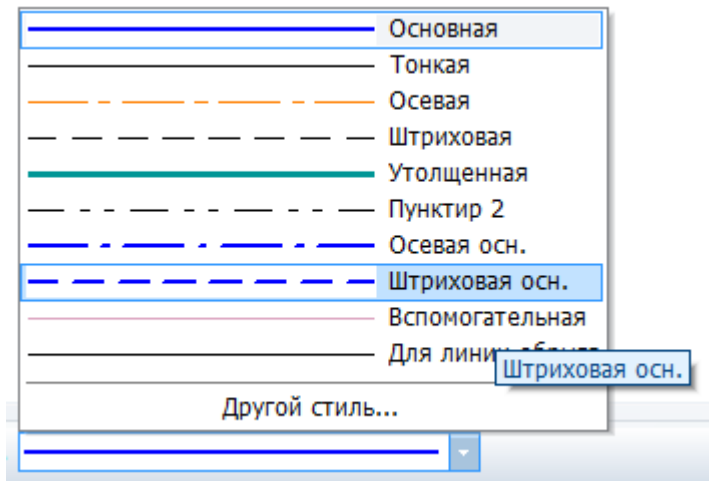 Основная
Тонкая
Осевая
Штриховая
Утолщенная
Пунктир 2
Осевая осн.
Штриховая осн.
Вспомогательная
Для линии
Штриховая осн.
Другой стиль...